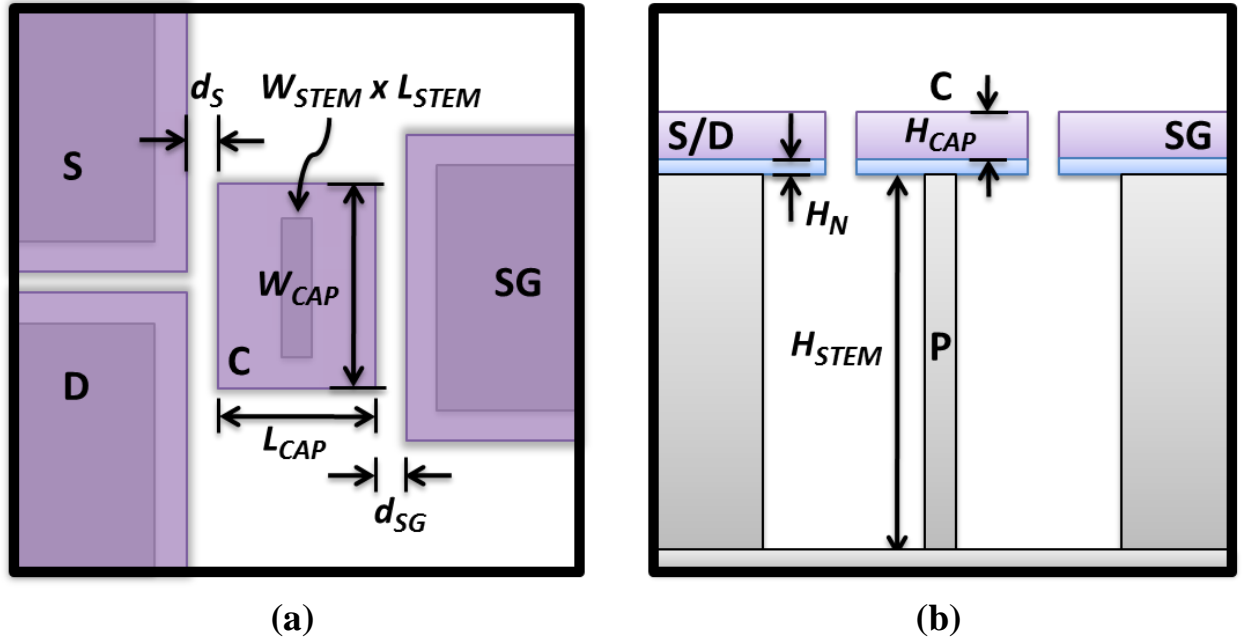 d_S
W_STEM x L_STEM
S
W_CAP
SG
C
D
L_CAP
d_SG
(a)
C
S/D
H_CAP
SG
H_N
H_STEM
P
(b)